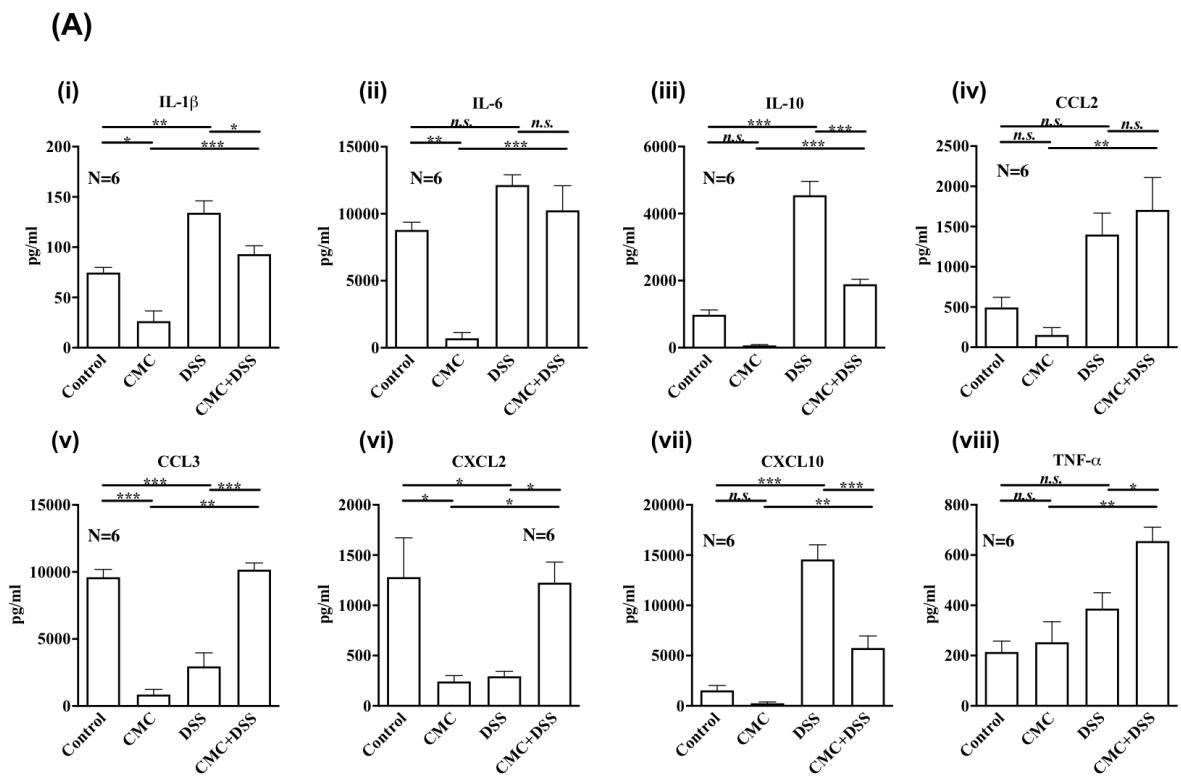 (A)
(i)
IL-1β
**
*
*
***
N=6
pg/ml
200
150
100
50
0
Control
CMC
DSS
CMC+DSS
(ii)
IL-6
n.s.
n.s.
**
***
N=6
pg/ml
15000
10000
5000
0
Control
CMC
DSS
CMC+DSS
(iii)
IL-10
***
***
n.s.
***
N=6
pg/ml
6000
4000
2000
0
Control
CMC
DSS
CMC+DSS
(iv)
CCL2
n.s.
n.s.
n.s.
**
N=6
pg/ml
2500
2000
1500
1000
500
0
Control
CMC
DSS
CMC+DSS
(v)
CCL3
***
***
***
**
N=6
pg/ml
15000
10000
5000
0
Control
CMC
DSS
CMC+DSS
(vi)
CXCL2
*
*
*
*
N=6
pg/ml
2000
1500
1000
500
0
Control
CMC
DSS
CMC+DSS
(vii)
CXCL10
***
***
n.s.
**
N=6
pg/ml
20000
15000
10000
5000
0
Control
CMC
DSS
CMC+DSS
(viii)
TNF-α
n.s.
*
n.s.
**
N=6
pg/ml
800
600
400
200
0
Control
CMC
DSS
CMC+DSS